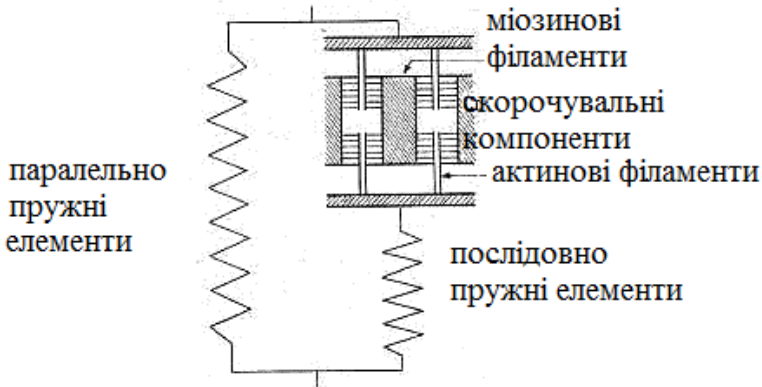 міозинові
філаменти
скорочувальні
компоненти
актинові філаменти
паралельно
пружні
елементи
послідовно
пружні елементи